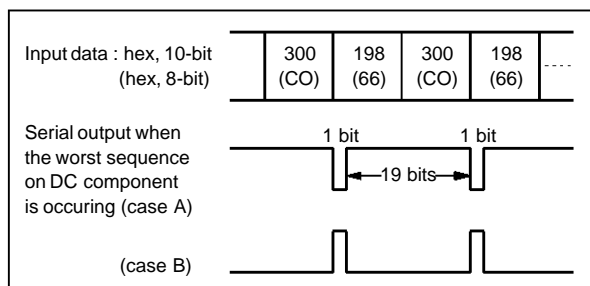 Input data : hex, 10-bit 300 198 300 198
(hex, 8-bit) (CO) (66) (CO) (66)
Serial output when
the worst sequence 1 bit 1 bit
on DC component 19 bits
is occuring (case A)
(case B)